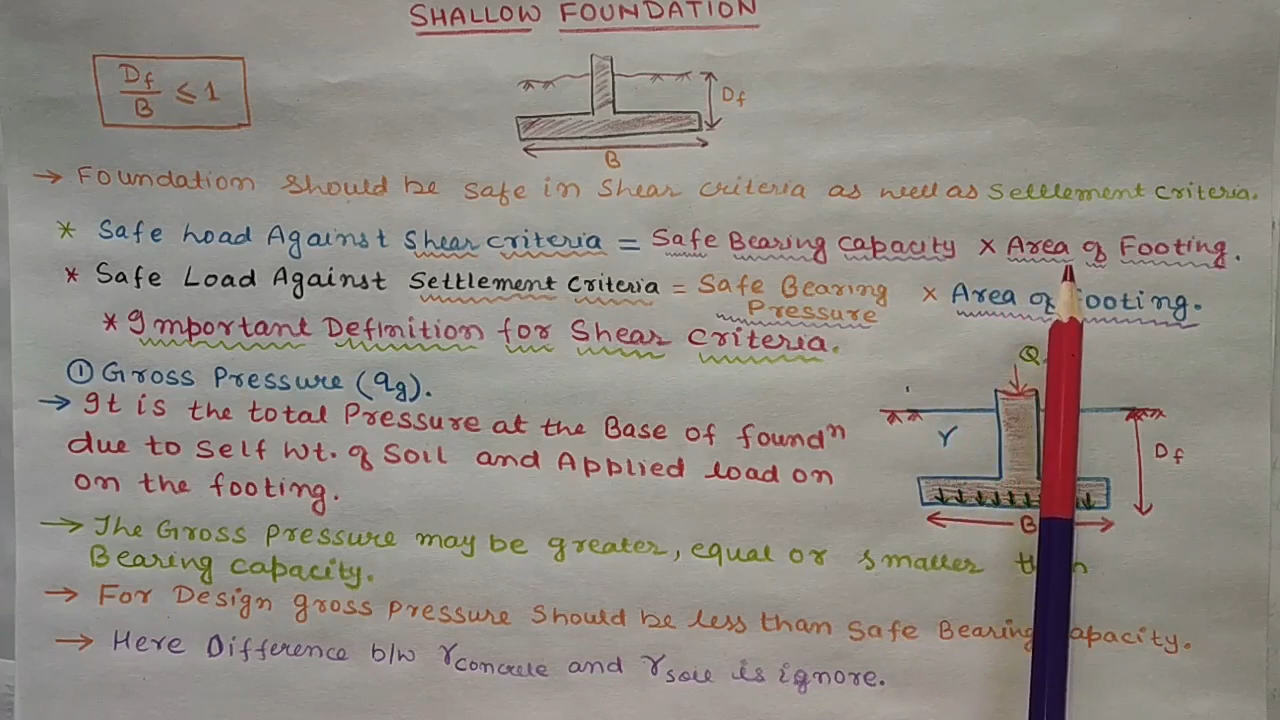 SHALLOW FOUNDATION
Df/B ≤ 1
Df
B
→ Foundation should be safe in shear criteria as well as Settlement criteria.
* Safe Load Against Shear criteria = Safe Bearing capacity × Area of Footing.
* Safe Load Against Settlement criteria = Safe Bearing Pressure × Area of Footing.
* Important Definition for Shear criteria.
① Gross Pressure (qg).
→ It is the total Pressure at the Base of foundn
due to Self Wt. of Soil and Applied load on
on the footing.
Q
γ
Df
B
→ The Gross pressure may be greater, equal or smaller
Bearing capacity.
→ For Design gross pressure should be less than Safe Bearing
→ Here Difference b/w γconcrete and γsoil is ignore.